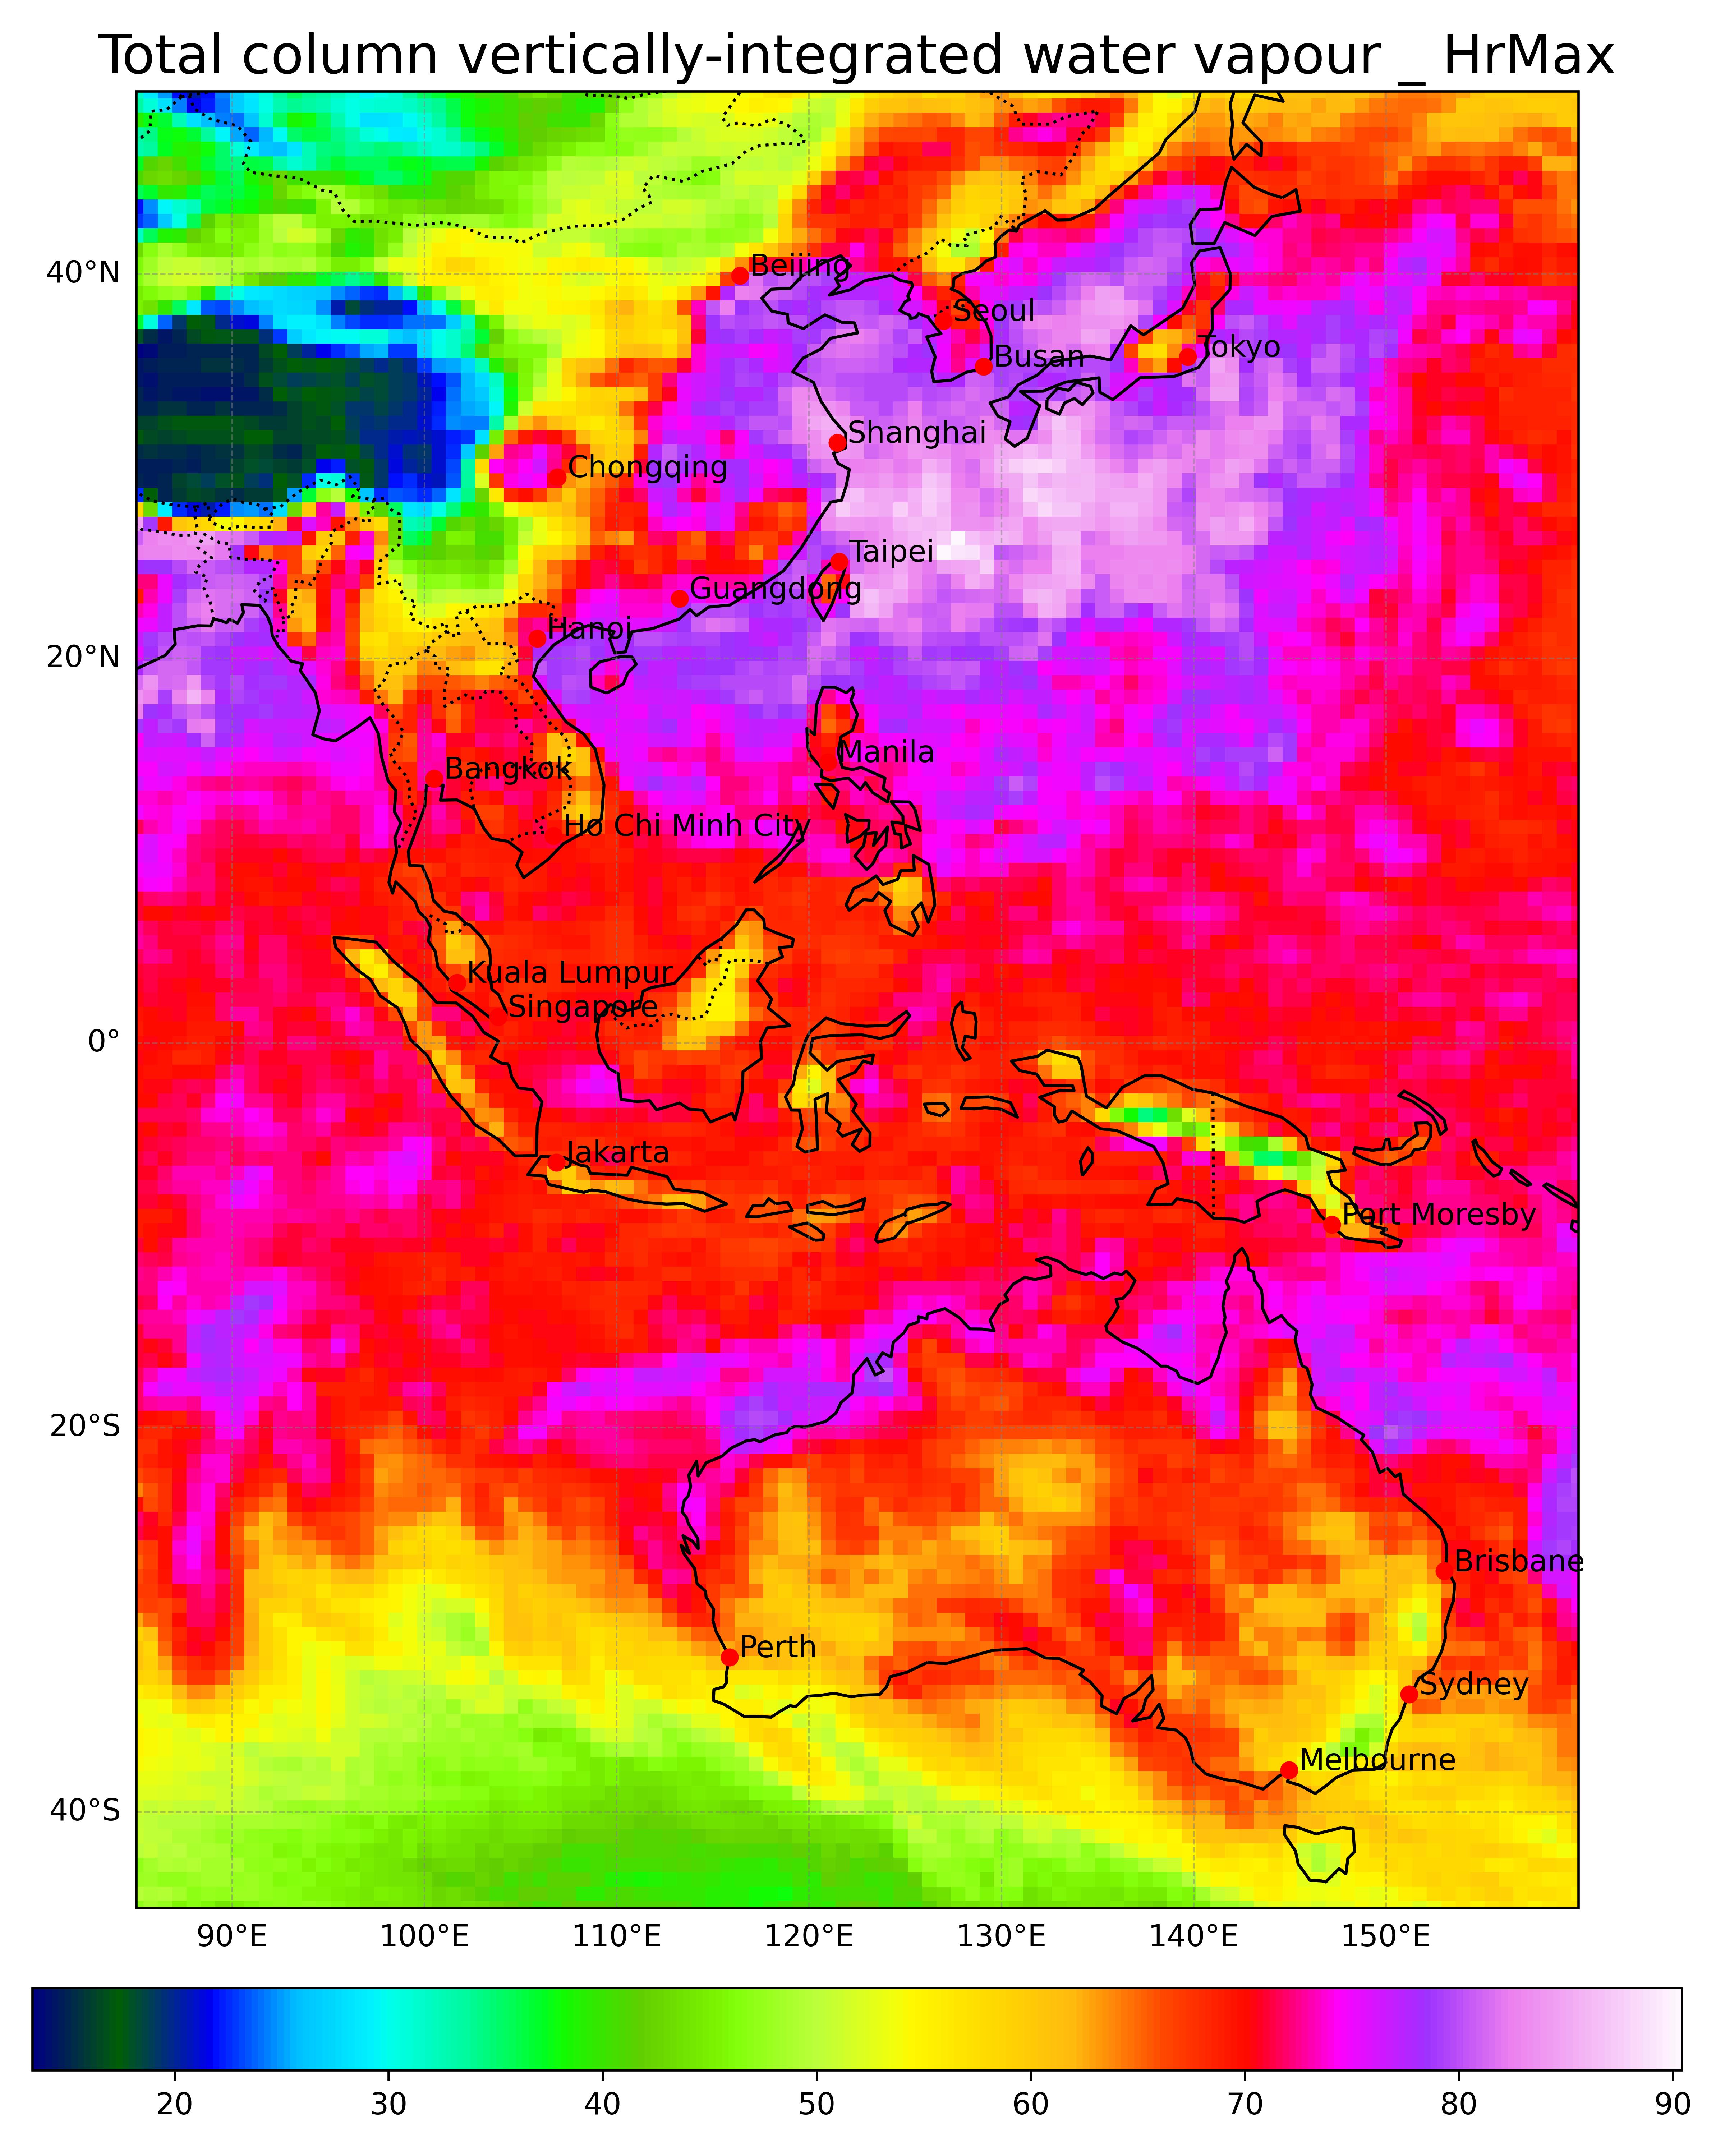 Total column vertically-integrated water vapour _ HrMax
40°N
20°N
0°
20°S
40°S
Beijing
Seoul
Tokyo
Busan
Shanghai
Chongqing
Taipei
Guangdong
Hanoi
Manila
Bangkok
Ho Chi Minh City
Kuala Lumpur
Singapore
Jakarta
Port Moresby
Brisbane
Perth
Sydney
Melbourne
90°E 100°E 110°E 120°E 130°E 140°E 150°E
20 30 40 50 60 70 80 90